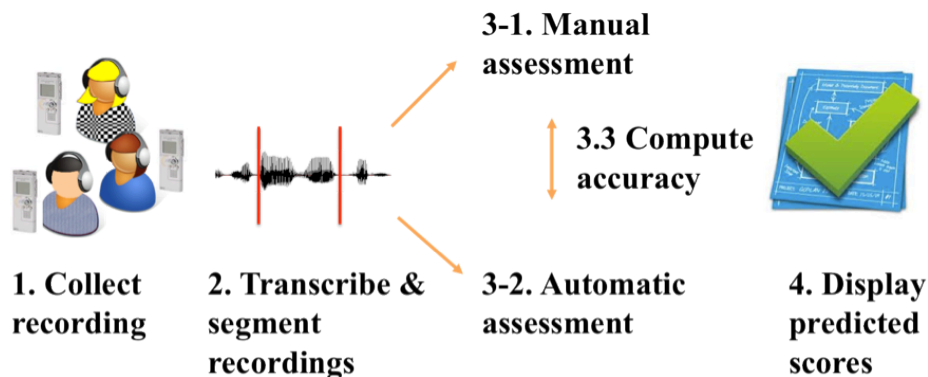 3-1. Manual
assessment
3.3 Compute
accuracy
1. Collect
recording
2. Transcribe &
segment
recordings
3-2. Automatic
assessment
4. Display
predicted
scores